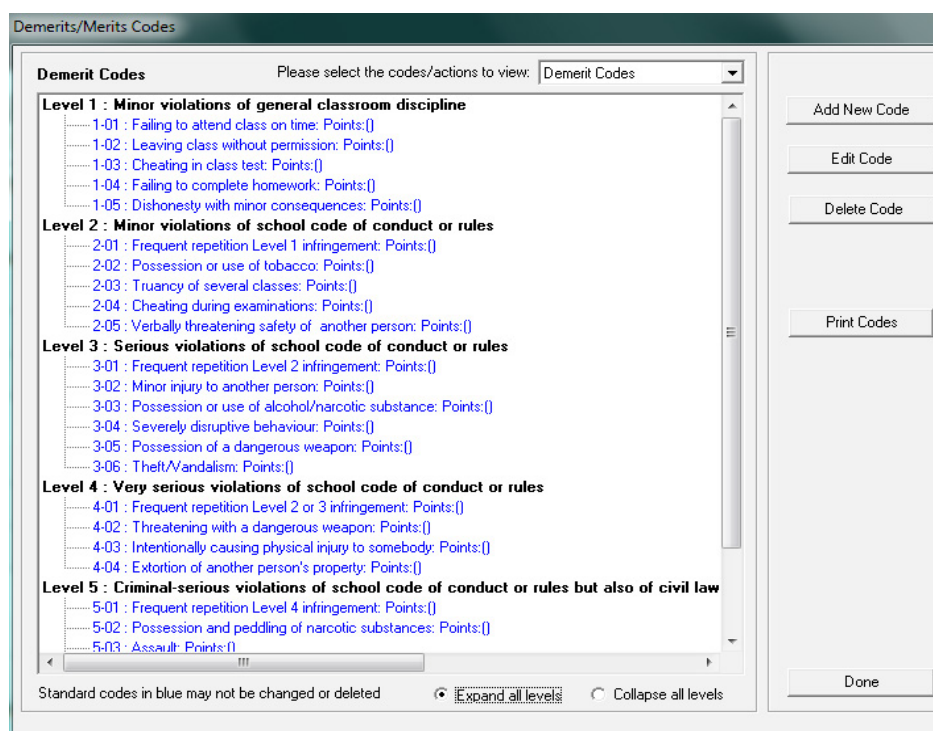 Demerits/Merits Codes
Demerit Codes Please select the codes/actions to view: Demerit Codes
Level 1 : Minor violations of general classroom discipline
1-01 : Failing to attend class on time: Points:()
1-02 : Leaving class without permission: Points:()
1-03 : Cheating in class test: Points:()
1-04 : Failing to complete homework: Points:()
1-05 : Dishonesty with minor consequences: Points:()
Level 2 : Minor violations of school code of conduct or rules
2-01 : Frequent repetition Level 1 infringement: Points:()
2-02 : Possession or use of tobacco: Points:()
2-03 : Truancy of several classes: Points:()
2-04 : Cheating during examinations: Points:()
2-05 : Verbally threatening safety of another person: Points:()
Level 3 : Serious violations of school code of conduct or rules
3-01 : Frequent repetition Level 2 infringement: Points:()
3-02 : Minor injury to another person: Points:()
3-03 : Possession or use of alcohol/narcotic substance: Points:()
3-04 : Severely disruptive behaviour: Points:()
3-05 : Possession of a dangerous weapon: Points:()
3-06 : Theft/Vandalism: Points:()
Level 4 : Very serious violations of school code of conduct or rules
4-01 : Frequent repetition Level 2 or 3 infringement: Points:()
4-02 : Threatening with a dangerous weapon: Points:()
4-03 : Intentionally causing physical injury to somebody: Points:()
4-04 : Extortion of another person's property: Points:()
Level 5 : Criminal-serious violations of school code of conduct or rules but also of civil law
5-01 : Frequent repetition Level 4 infringement: Points:()
5-02 : Possession and peddling of narcotic substances: Points:()
5-03 : Assault: Points:()
Standard codes in blue may not be changed or deleted Expand all levels Collapse all levels
Add New Code
Edit Code
Delete Code
Print Codes
Done